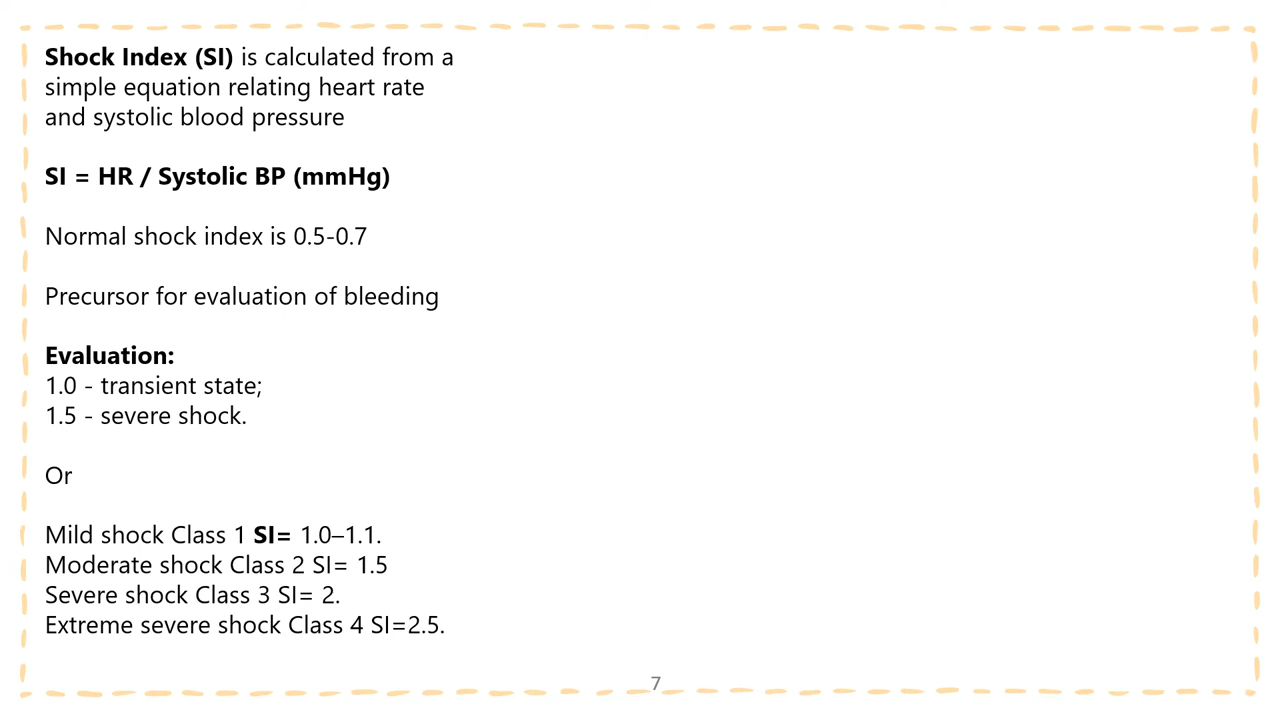 Shock Index (SI) is calculated from a
simple equation relating heart rate
and systolic blood pressure
SI = HR / Systolic BP (mmHg)
Normal shock index is 0.5-0.7
Precursor for evaluation of bleeding
Evaluation:
1.0 - transient state;
1.5 - severe shock.
Or
Mild shock Class 1 SI= 1.0–1.1.
Moderate shock Class 2 SI= 1.5
Severe shock Class 3 SI= 2.
Extreme severe shock Class 4 SI=2.5.
7